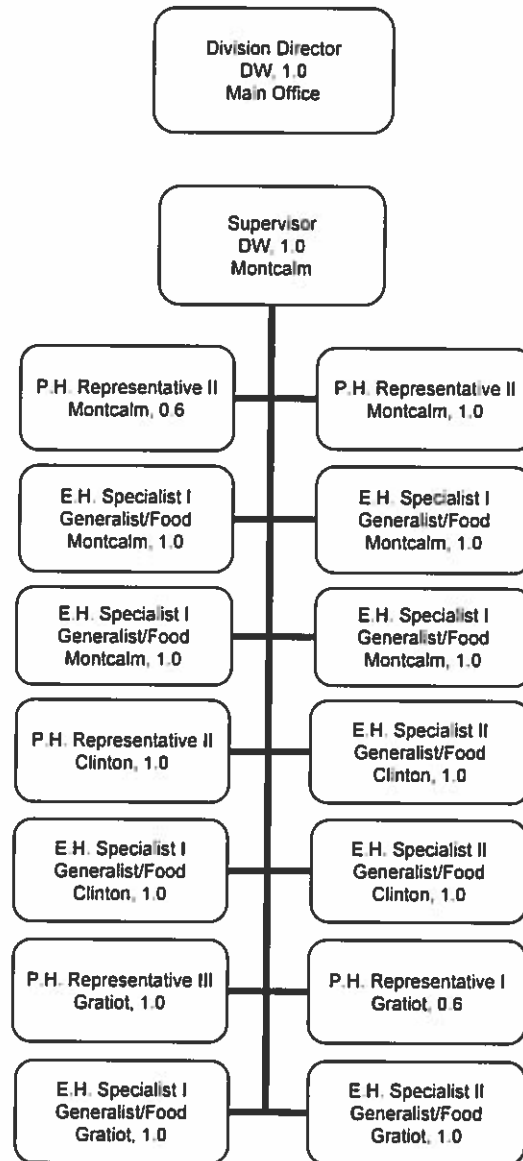 Division Director
DW, 1.0
Main Office
Supervisor
DW, 1.0
Montcalm
P.H. Representative II
Montcalm, 0.6
P.H. Representative II
Montcalm, 1.0
E.H. Specialist I
Generalist/Food
Montcalm, 1.0
E.H. Specialist I
Generalist/Food
Montcalm, 1.0
E.H. Specialist I
Generalist/Food
Montcalm, 1.0
E.H. Specialist I
Generalist/Food
Montcalm, 1.0
P.H. Representative II
Clinton, 1.0
E.H. Specialist II
Generalist/Food
Clinton, 1.0
E.H. Specialist I
Generalist/Food
Clinton, 1.0
E.H. Specialist II
Generalist/Food
Clinton, 1.0
P.H. Representative III
Gratiot, 1.0
P.H. Representative I
Gratiot, 0.6
E.H. Specialist I
Generalist/Food
Gratiot, 1.0
E.H. Specialist II
Generalist/Food
Gratiot, 1.0